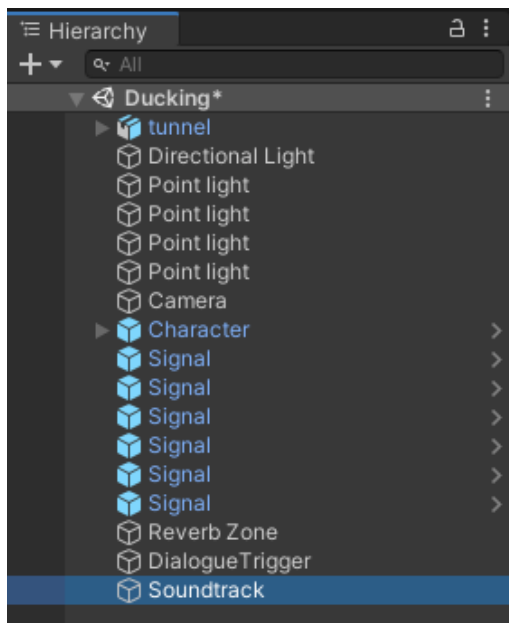 Hierarchy
All
Ducking*
tunnel
Directional Light
Point light
Point light
Point light
Point light
Camera
Character
Signal
Signal
Signal
Signal
Signal
Signal
Reverb Zone
DialogueTrigger
Soundtrack